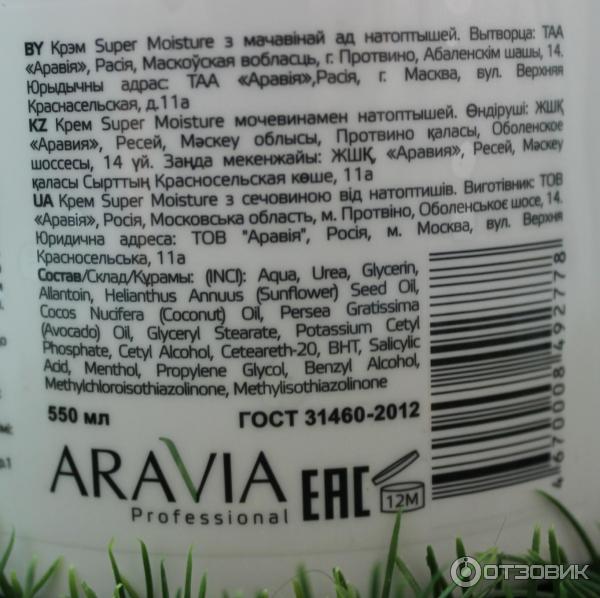 BY Крэм Super Moisture з мачавінай ад натоптышей. Вытворца: ТАА
«Аравія», Расія, Маскоўская вобласць, г. Протвино, Абаленскім шашы, 14.
Юрыдычны адрас: ТАА «Аравія»,Расія, г. Масква, вул. Верхняя
Краснасельская, д.11а
KZ Крем Super Moisture мочевинамен натоптышей. Өндіруші: ЖШҚ
«Аравия», Ресей, Мәскеу облысы, Протвино қаласы, Оболенское
шоссесы, 14 үй. Заңда мекенжайы: ЖШҚ, «Аравия», Ресей, Мәскеу
қаласы Сырттың Красносельская көше, 11а
UA Крем Super Moisture з сечовиною від натоптишів. Виготівник: ТОВ
«Аравія», Росія, Московська область, м. Протвіно, Оболенськоє шосе, 14.
Юридична адреса: ТОВ "Аравія", Росія, м. Москва, вул. Верхня
Красносельська, 11а
Состав/Склад/Құрамы: (INCI): Aqua, Urea, Glycerin,
Allantoin, Helianthus Annuus (Sunflower) Seed Oil,
Cocos Nucifera (Coconut) Oil, Persea Gratissima
(Avocado) Oil, Glyceryl Stearate, Potassium Cetyl
Phosphate, Cetyl Alcohol, Ceteareth-20, BHT, Salicylic
Acid, Menthol, Propylene Glycol, Benzyl Alcohol,
Methylchloroisothiazolinone, Methylisothiazolinone
550 мл ГОСТ 31460-2012
4670008492778
ARAVIA
Professional
EAC
12M
ОТЗОВИК